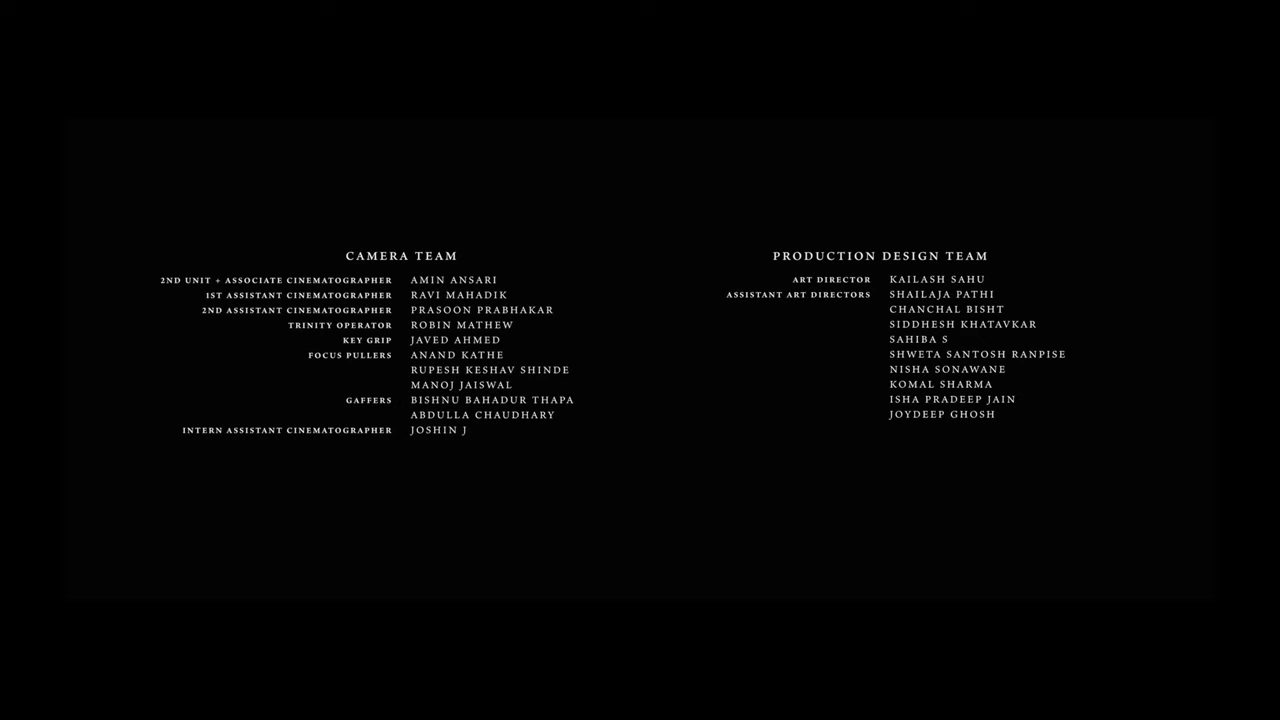 CAMERA TEAM
2ND UNIT + ASSOCIATE CINEMATOGRAPHER AMIN ANSARI
1ST ASSISTANT CINEMATOGRAPHER RAVI MAHADIK
2ND ASSISTANT CINEMATOGRAPHER PRASOON PRABHAKAR
TRINITY OPERATOR ROBIN MATHEW
KEY GRIP JAVED AHMED
FOCUS PULLERS ANAND KATHE
RUPESH KESHAV SHINDE
MANOJ JAISWAL
GAFFERS BISHNU BAHADUR THAPA
ABDULLA CHAUDHARY
INTERN ASSISTANT CINEMATOGRAPHER JOSHIN J
PRODUCTION DESIGN TEAM
ART DIRECTOR KAILASH SAHU
ASSISTANT ART DIRECTORS SHAILAJA PATHI
CHANCHAL BISHT
SIDDHESH KHATAVKAR
SAHIBA S
SHWETA SANTOSH RANPISE
NISHA SONAWANE
KOMAL SHARMA
ISHA PRADEEP JAIN
JOYDEEP GHOSH